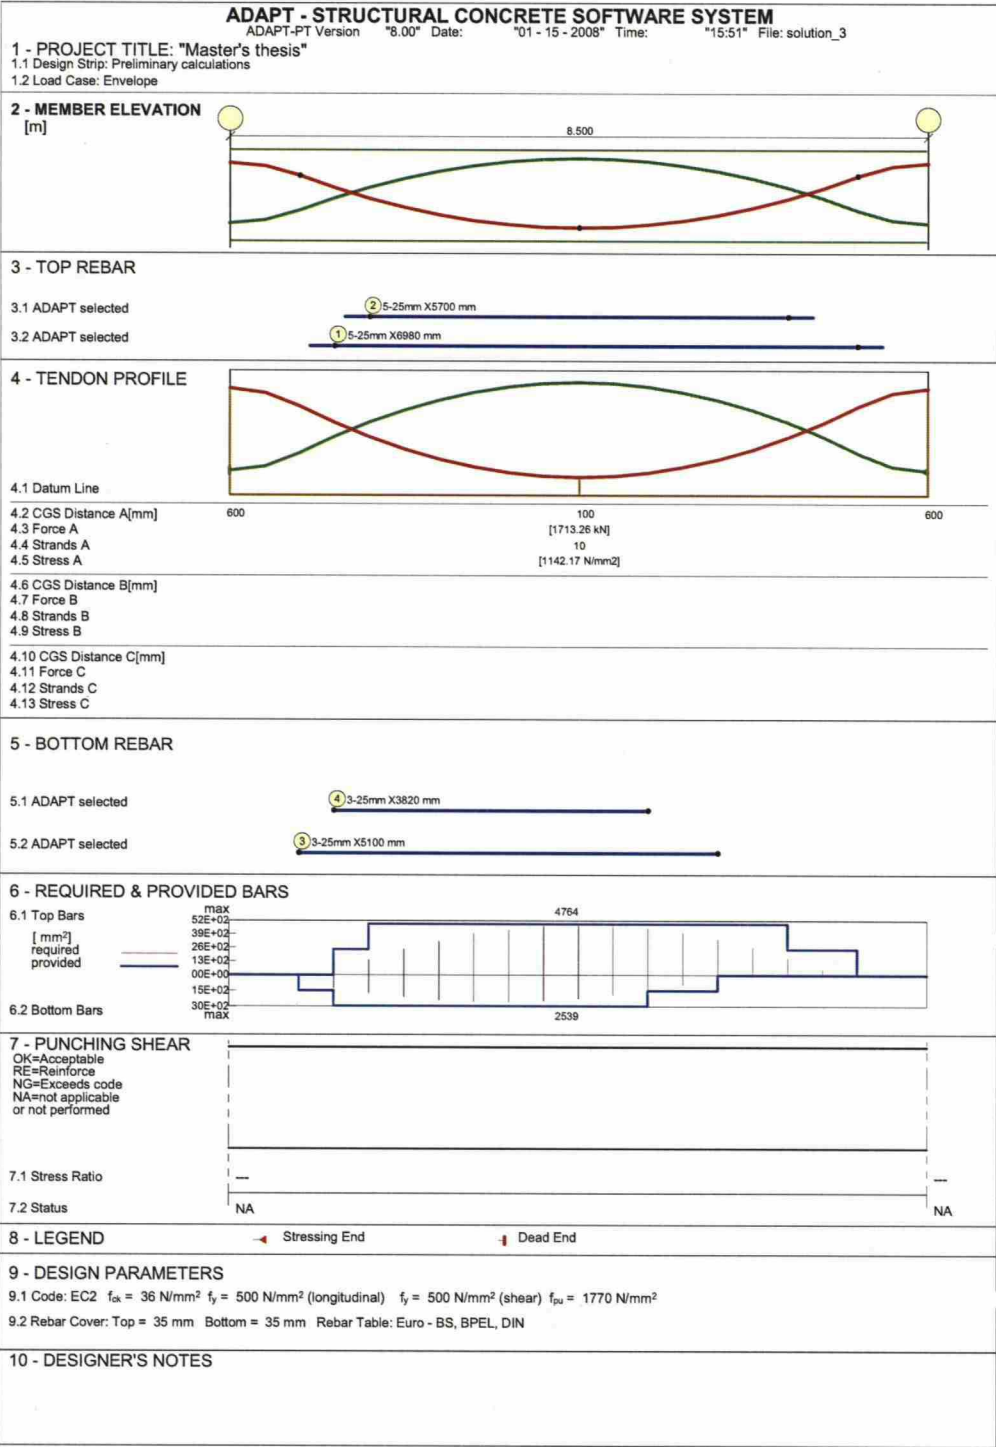 ADAPT - STRUCTURAL CONCRETE SOFTWARE SYSTEM
ADAPT-PT Version "8.00" Date: "01 - 15 - 2008" Time: "15:51" File: solution_3
1 - PROJECT TITLE: "Master's thesis"
1.1 Design Strip: Preliminary calculations
1.2 Load Case: Envelope
2 - MEMBER ELEVATION
[m]
8.500
3 - TOP REBAR
3.1 ADAPT selected
2 5-25mm X5700 mm
3.2 ADAPT selected
1 5-25mm X6980 mm
4 - TENDON PROFILE
4.1 Datum Line
4.2 CGS Distance A[mm] 600 100 600
4.3 Force A [1713.26 kN]
4.4 Strands A 10
4.5 Stress A [1142.17 N/mm2]
4.6 CGS Distance B[mm]
4.7 Force B
4.8 Strands B
4.9 Stress B
4.10 CGS Distance C[mm]
4.11 Force C
4.12 Strands C
4.13 Stress C
5 - BOTTOM REBAR
5.1 ADAPT selected
4 3-25mm X3820 mm
5.2 ADAPT selected
3 3-25mm X5100 mm
6 - REQUIRED & PROVIDED BARS
6.1 Top Bars
max
52E+02
39E+02
26E+02
13E+02
00E+00
15E+02
30E+02
max
4764
[ mm²]
required
provided
6.2 Bottom Bars
2539
7 - PUNCHING SHEAR
OK=Acceptable
RE=Reinforce
NG=Exceeds code
NA=not applicable
or not performed
7.1 Stress Ratio --- ---
7.2 Status NA NA
8 - LEGEND Stressing End Dead End
9 - DESIGN PARAMETERS
9.1 Code: EC2 fck = 36 N/mm² fy = 500 N/mm² (longitudinal) fy = 500 N/mm² (shear) fpu = 1770 N/mm²
9.2 Rebar Cover: Top = 35 mm Bottom = 35 mm Rebar Table: Euro - BS, BPEL, DIN
10 - DESIGNER'S NOTES